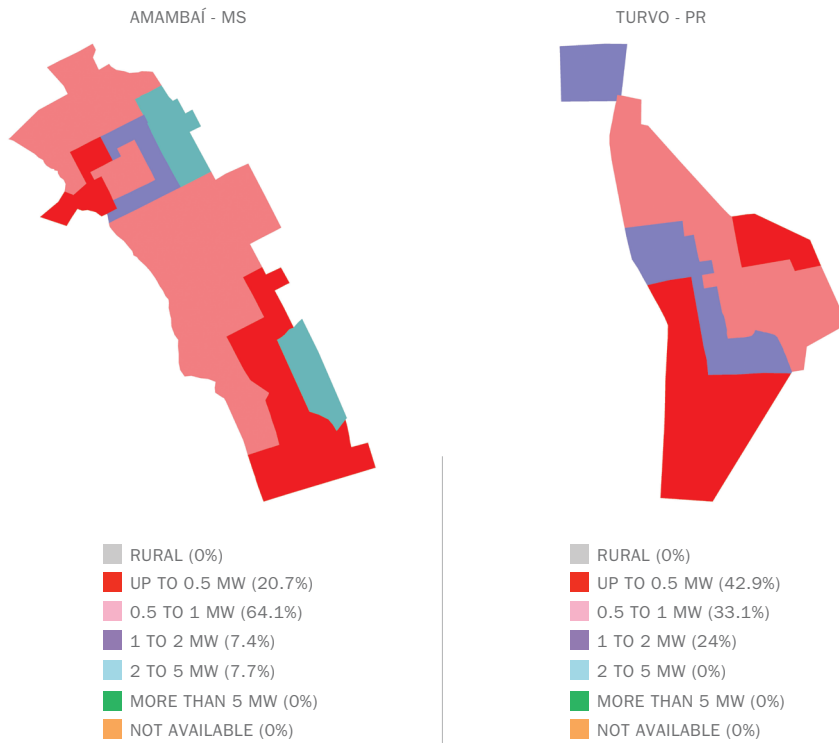 AMAMBAÍ - MS
TURVO - PR
RURAL (0%)
UP TO 0.5 MW (20.7%)
0.5 TO 1 MW (64.1%)
1 TO 2 MW (7.4%)
2 TO 5 MW (7.7%)
MORE THAN 5 MW (0%)
NOT AVAILABLE (0%)
RURAL (0%)
UP TO 0.5 MW (42.9%)
0.5 TO 1 MW (33.1%)
1 TO 2 MW (24%)
2 TO 5 MW (0%)
MORE THAN 5 MW (0%)
NOT AVAILABLE (0%)